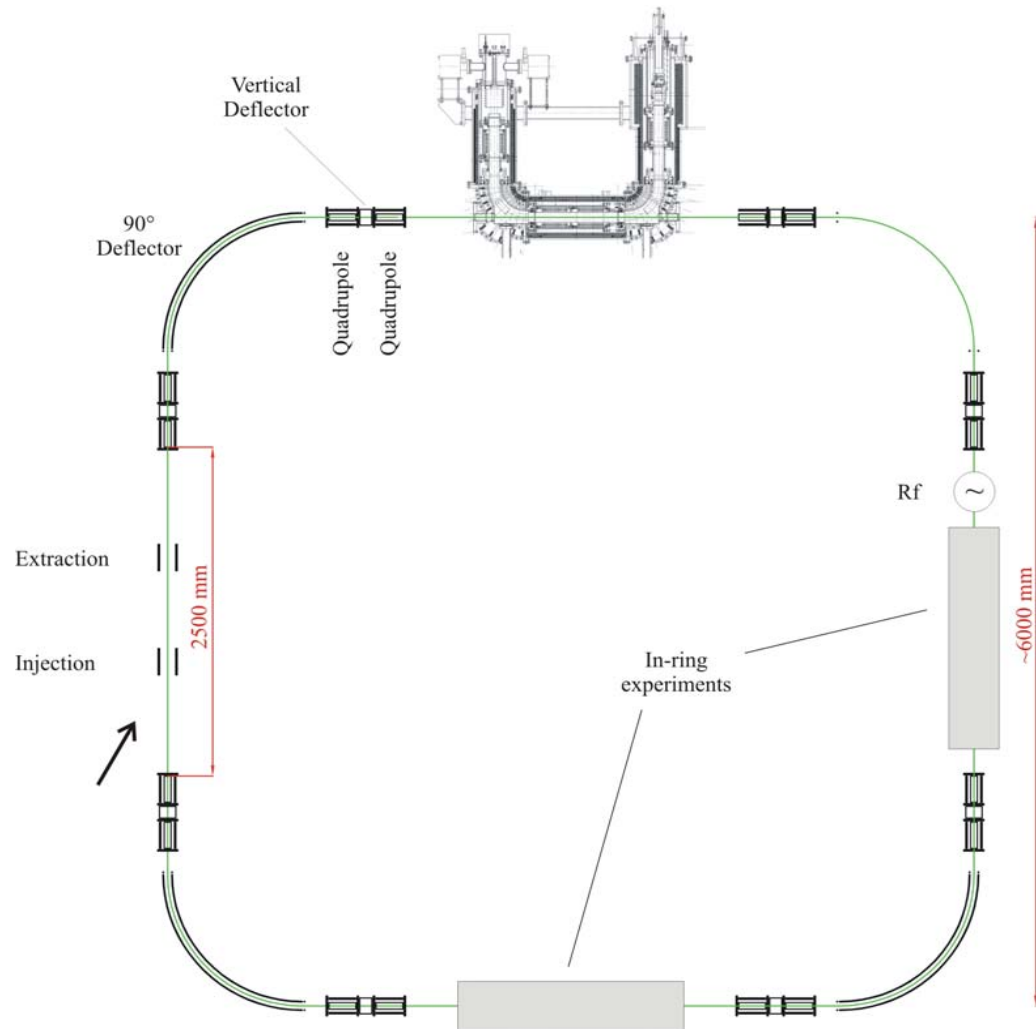 Vertical
Deflector
90°
Deflector
Quadrupole
Quadrupole
Rf
~
Extraction
2500 mm
~6000 mm
Injection
In-ring
experiments